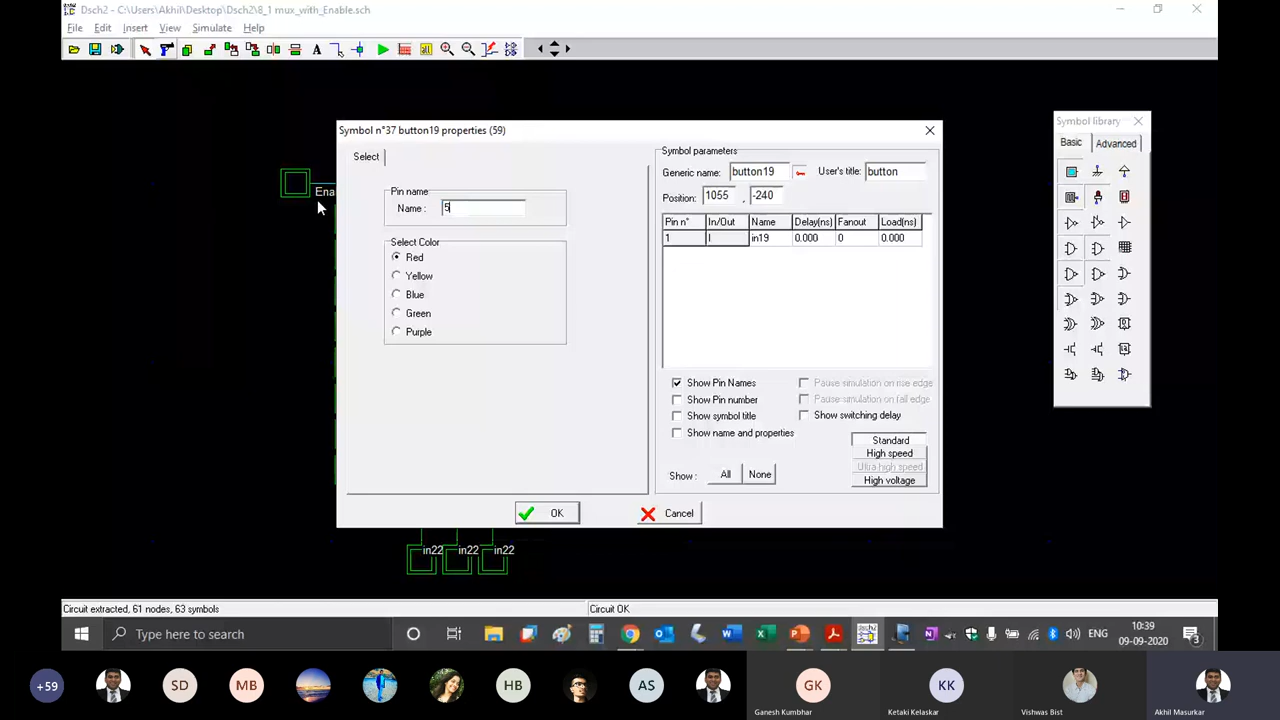 Dsch2 - C:\Users\Akhil\Desktop\Dsch2\8_1 mux_with_Enable.sch
File Edit Insert View Simulate Help
Symbol n°37 button19 properties (59)
Select
Pin name
Name : 5
Select Color
Red
Yellow
Blue
Green
Purple
Symbol parameters
Generic name: button19 User's title: button
Position: 1055 , -240
Pin n° In/Out Name Delay(ns) Fanout Load(ns)
1 I in19 0.000 0 0.000
Show Pin Names Pause simulation on rise edge
Show Pin number Pause simulation on fall edge
Show symbol title Show switching delay
Show name and properties
Standard
High speed
Ultra high speed
High voltage
Show : All None
OK Cancel
Symbol library
Basic Advanced
Ena
in22 in22 in22
Circuit extracted, 61 nodes, 63 symbols Circuit OK
Type here to search
ENG
10:39
09-09-2020
3
+59 SD MB HB AS GK KK
Ganesh Kumbhar Ketaki Kelaskar Vishwas Bist Akhil Masurkar